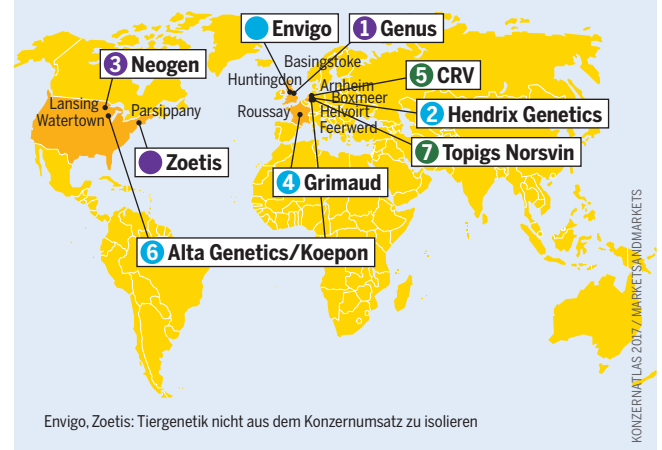 Envigo
1 Genus
Basingstoke
Huntingdon
3 Neogen
Arnheim
5 CRV
Boxmeer
Lansing
Parsippany
Watertown
Roussay
Helvoirt
2 Hendrix Genetics
Feerwerd
Zoetis
7 Topigs Norsvin
4 Grimaud
6 Alta Genetics/Koepon
KONZERNATLAS 2017 / MARKETSANDMARKETS
Envigo, Zoetis: Tiergenetik nicht aus dem Konzernumsatz zu isolieren